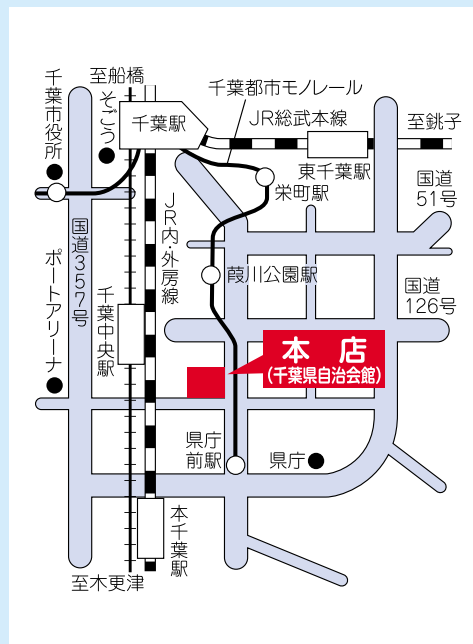 至船橋
千葉都市モノレール
千葉市役所
そごう
千葉駅
JR総武本線
至銚子
東千葉駅
栄町駅
国道
51号
JR内・外房線
国道357号
ポートアリーナ
葭川公園駅
千葉中央駅
国道
126号
本店
(千葉県自治会館)
県庁
前駅
県庁
本千葉駅
至木更津